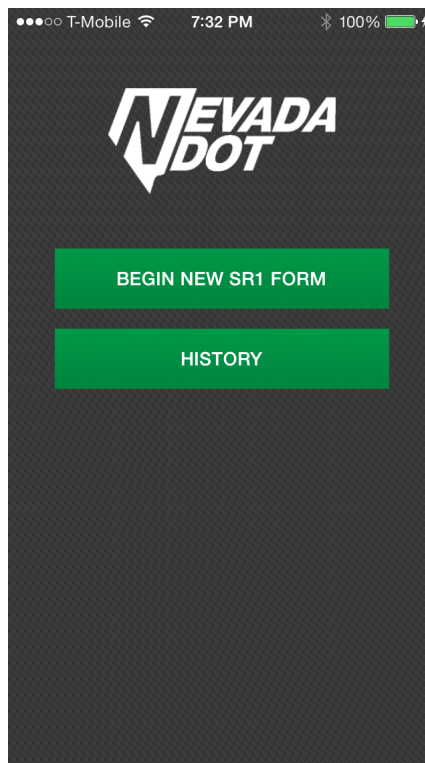 ●●●○○ T-Mobile 7:32 PM 100%
NEVADA
DOT
BEGIN NEW SR1 FORM
HISTORY